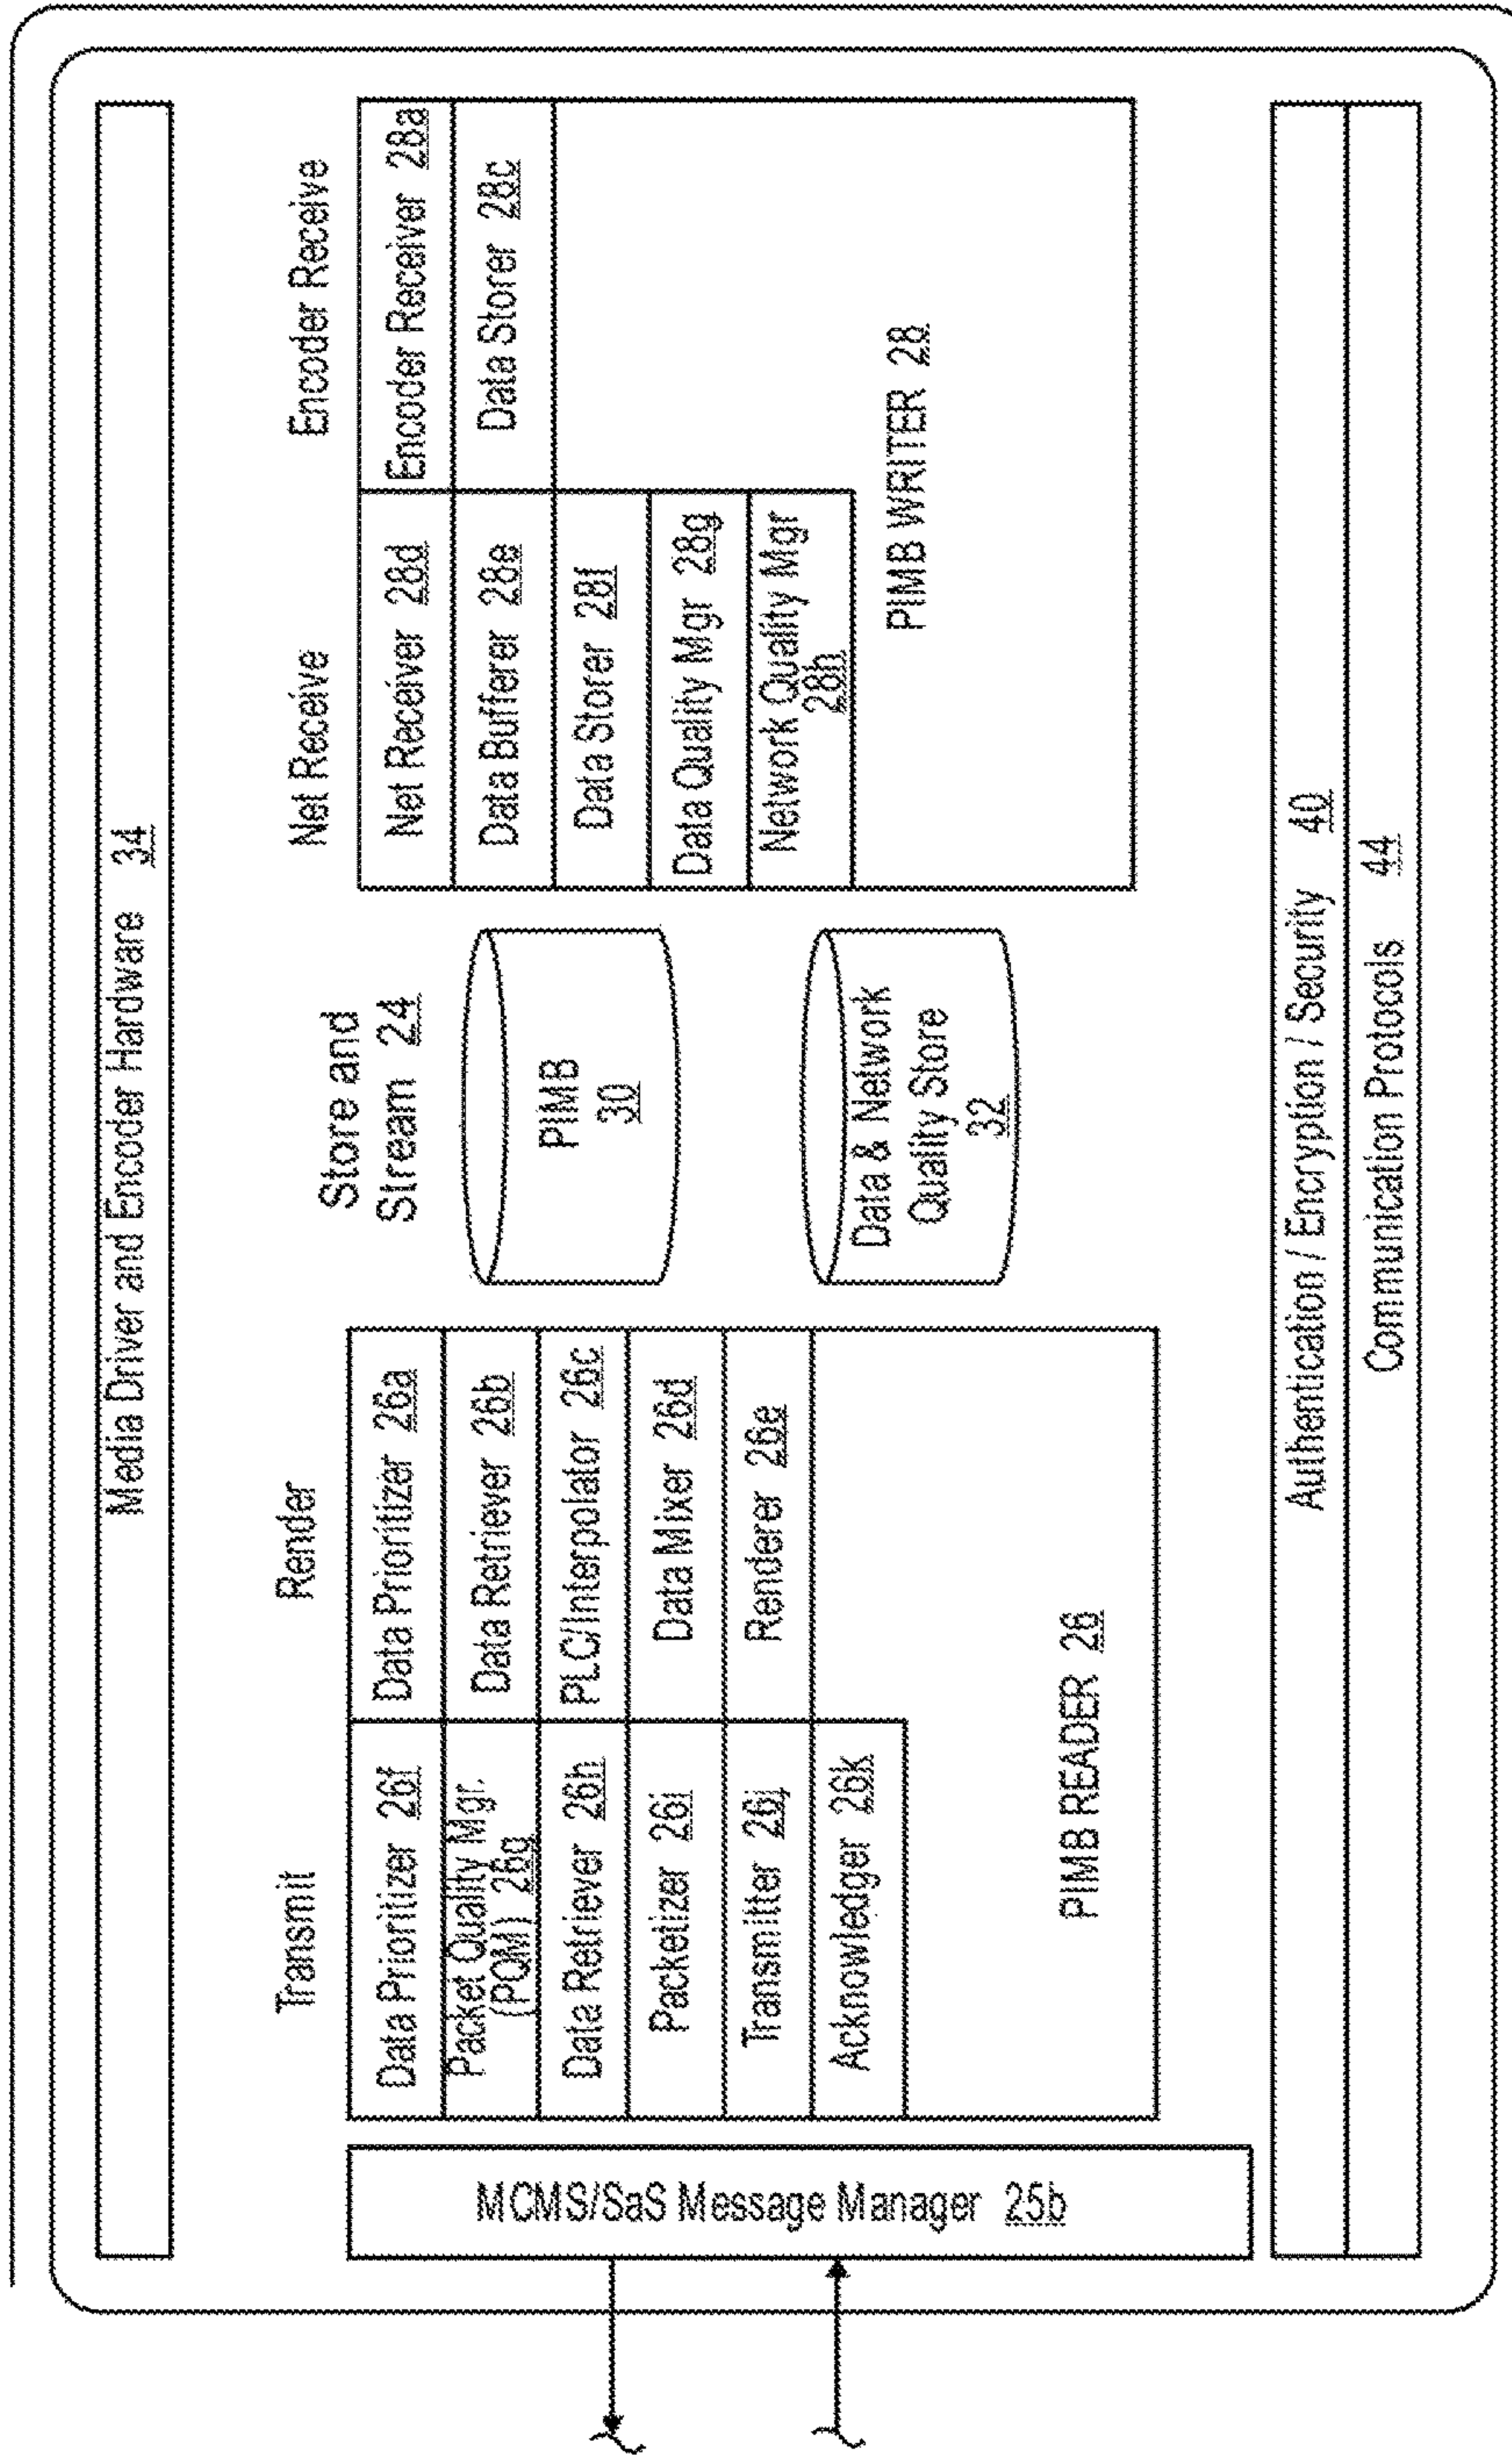 Media Driver and Encoder Hardware 34
Transmit
Render
Store and
Stream 24
Net Receive
Encoder Receive
MCMS/SaS Message Manager 25b
Data Prioritizer 26f
Packet Quality Mgr.
(PQM) 26g
Data Retriever 26h
Packetizer 26i
Transmitter 26j
Acknowledger 26k
Data Prioritizer 26a
Data Retriever 26b
PLC/Interpolator 26c
Data Mixer 26d
Renderer 26e
PIMB READER 26
PIMB
30
Data & Network
Quality Store
32
Net Receiver 28d
Data Bufferer 28e
Data Storer 28f
Data Quality Mgr 28g
Network Quality Mgr
28h
Encoder Receiver 28a
Data Storer 28c
PIMB WRITER 28
Authentication / Encryption / Security 40
Communication Protocols 44